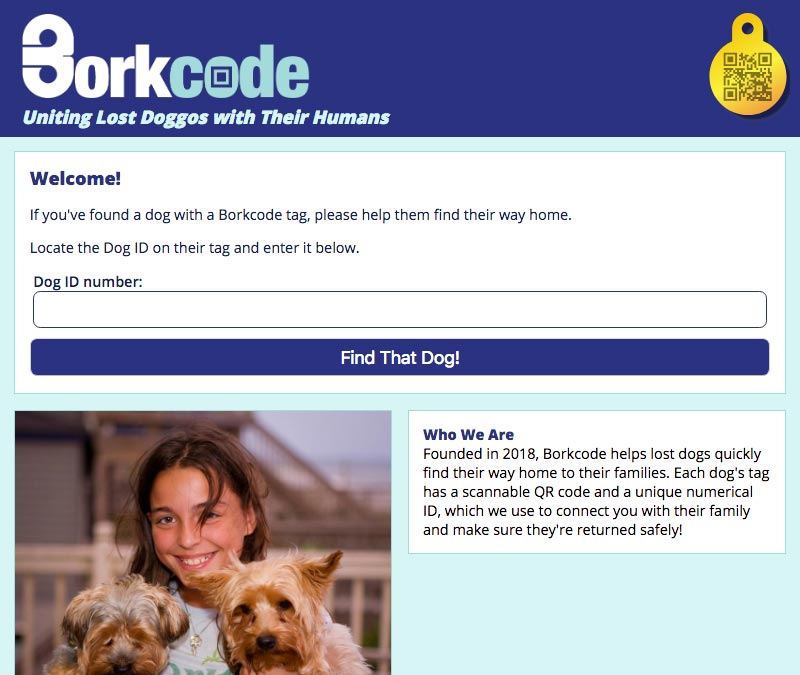 Borkcode
Uniting Lost Doggos with Their Humans
Welcome!
If you've found a dog with a Borkcode tag, please help them find their way home.
Locate the Dog ID on their tag and enter it below.
Dog ID number:
Find That Dog!
Who We Are
Founded in 2018, Borkcode helps lost dogs quickly
find their way home to their families. Each dog's tag
has a scannable QR code and a unique numerical
ID, which we use to connect you with their family
and make sure they're returned safely!